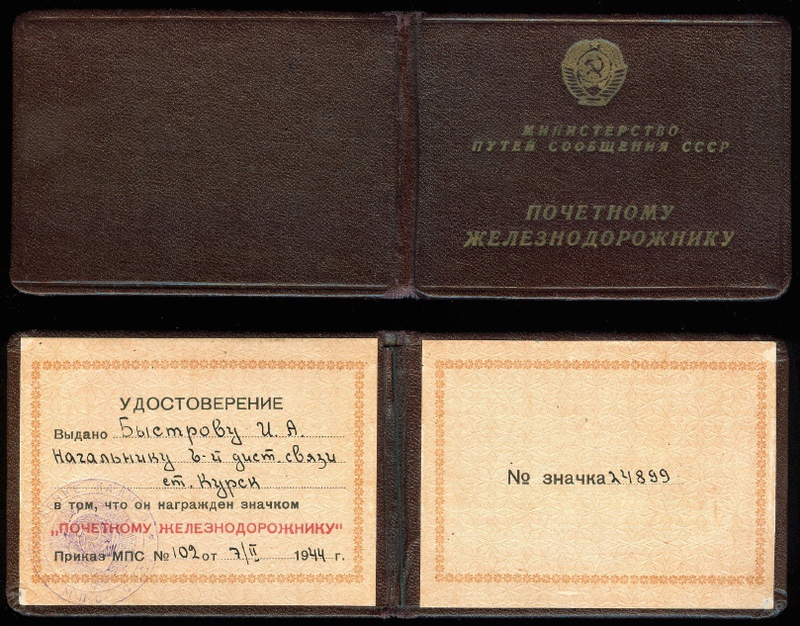 МИНИСТЕРСТВО
ПУТЕЙ СООБЩЕНИЯ СССР
ПОЧЕТНОМУ
ЖЕЛЕЗНОДОРОЖНИКУ
УДОСТОВЕРЕНИЕ
Выдано Быстрову И. А.
Начальнику 6-й дист. связи
ст. Курск
в том, что он награжден значком
„ПОЧЕТНОМУ ЖЕЛЕЗНОДОРОЖНИКУ"
Приказ МПС № 102 от 7/II 1944 г.
№ значка 24899